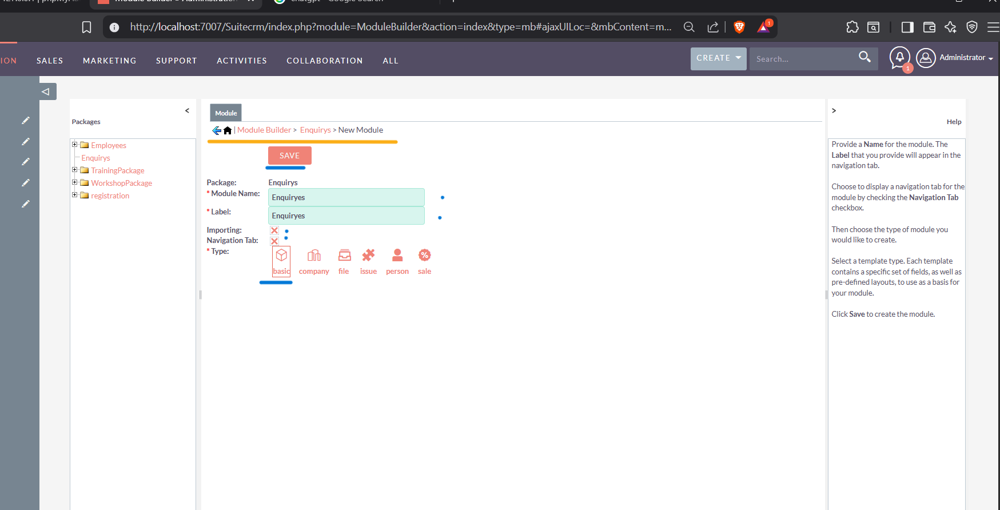 http://localhost:7007/Suitecrm/index.php?module=ModuleBuilder&action=index&type=mb#ajaxUILoc=&mbContent=m...
1
ION SALES MARKETING SUPPORT ACTIVITIES COLLABORATION ALL
CREATE
Search...
1
Administrator
<
Packages
Employees
Enquirys
TrainingPackage
WorkshopPackage
registration
Module
| Module Builder > Enquirys > New Module
SAVE
Package: Enquirys
* Module Name: Enquiryes
* Label: Enquiryes
Importing:
Navigation Tab:
* Type:
basic company file issue person sale
>
Help
Provide a Name for the module. The
Label that you provide will appear in the
navigation tab.
Choose to display a navigation tab for the
module by checking the Navigation Tab
checkbox.
Then choose the type of module you
would like to create.
Select a template type. Each template
contains a specific set of fields, as well as
pre-defined layouts, to use as a basis for
your module.
Click Save to create the module.